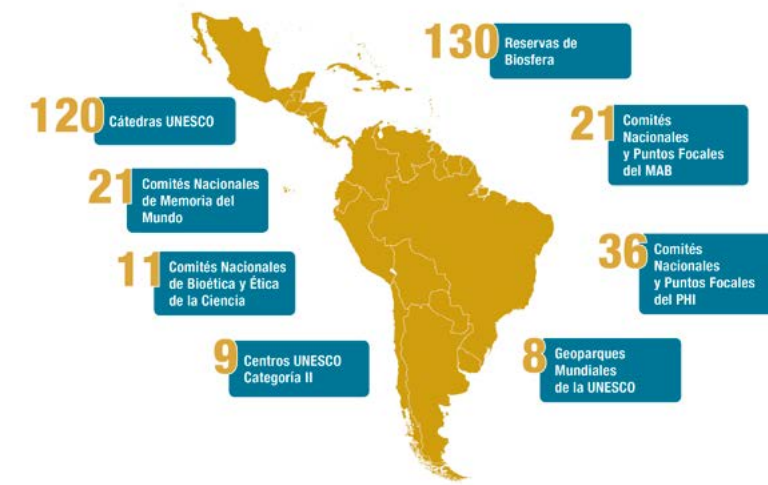 130
Reservas de
Biosfera
120
Cátedras UNESCO
21
Comités
Nacionales
y Puntos Focales
del MAB
21
Comités Nacionales
de Memoria del
Mundo
36
Comités
Nacionales
y Puntos Focales
del PHI
11
Comités Nacionales
de Bioética y Ética
de la Ciencia
9
Centros UNESCO
Categoría II
8
Geoparques
Mundiales
de la UNESCO